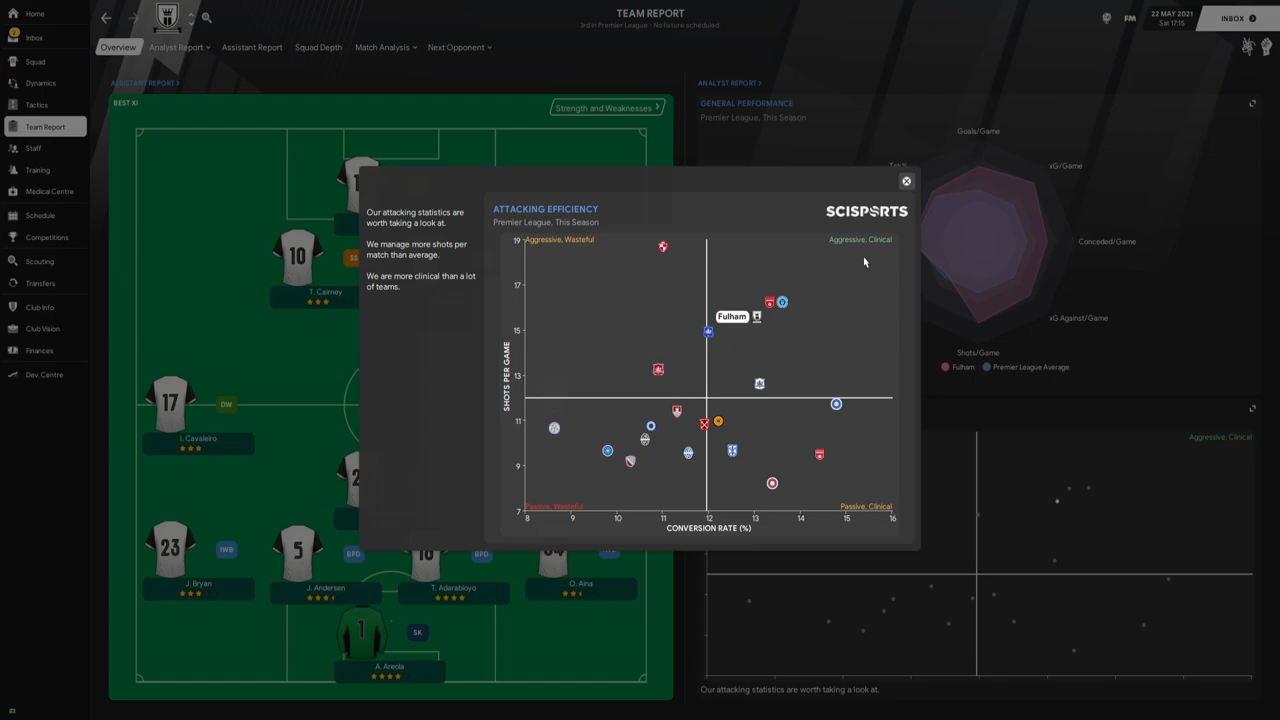 Home
TEAM REPORT
3rd in Premier League - No fixture scheduled
FM
22 MAY 2021
Sat 17:15
INBOX
Inbox
Overview
Analyst Report
Assistant Report
Squad Depth
Match Analysis
Next Opponent
Squad
Dynamics
Tactics
Team Report
Staff
Training
Medical Centre
Schedule
Competitions
Scouting
Transfers
Club Info
Club Vision
Finances
Dev. Centre
ASSISTANT REPORT >
BEST XI
Strength and Weaknesses >
10
SS
T. Cairney
17
DW
I. Cavaleiro
23
IWB
J. Bryan
5
BPD
J. Andersen
BPD
T. Adarabioyo
O. Aina
1
SK
A. Areola
Our attacking statistics are
worth taking a look at.
We manage more shots per
match than average.
We are more clinical than a lot
of teams.
ATTACKING EFFICIENCY
Premier League, This Season
SCISPORTS
Aggressive, Wasteful
Aggressive, Clinical
19
17
15
13
11
9
7
SHOTS PER GAME
Fulham
Passive, Wasteful
Passive, Clinical
8
9
10
11
12
13
14
15
16
CONVERSION RATE (%)
ANALYST REPORT >
GENERAL PERFORMANCE
Premier League, This Season
Goals/Game
xG/Game
Conceded/Game
xG Against/Game
Shots/Game
Fulham
Premier League Average
Aggressive, Clinical
Our attacking statistics are worth taking a look at.